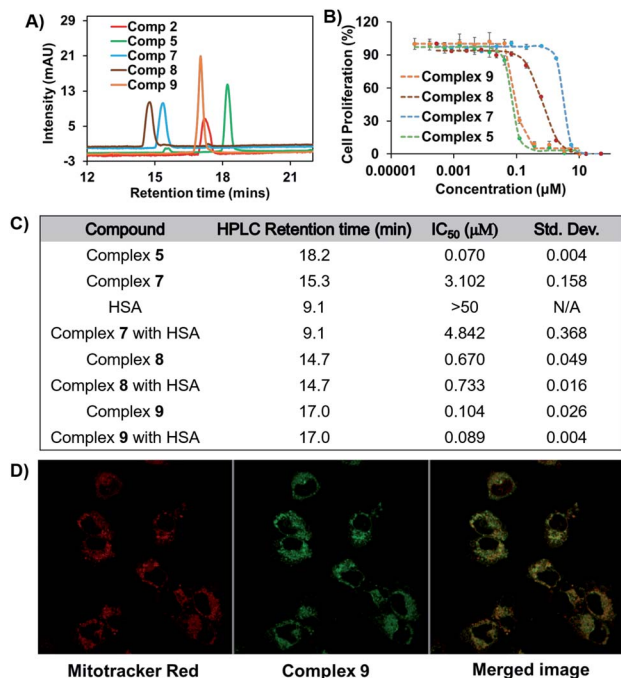 A)
Comp 2
Comp 5
Comp 7
Comp 8
Comp 9
29
21
13
5
-3
Intensity (mAU)
12 15 18 21
Retention time (mins)
B)
120
90
60
30
0
Cell Proliferation (%)
Complex 9
Complex 8
Complex 7
Complex 5
0.00001 0.001 0.1 10
Concentration (µM)
C)
Compound HPLC Retention time (min) IC50 (µM) Std. Dev.
Complex 5 18.2 0.070 0.004
Complex 7 15.3 3.102 0.158
HSA 9.1 >50 N/A
Complex 7 with HSA 9.1 4.842 0.368
Complex 8 14.7 0.670 0.049
Complex 8 with HSA 14.7 0.733 0.016
Complex 9 17.0 0.104 0.026
Complex 9 with HSA 17.0 0.089 0.004
D)
Mitotracker Red Complex 9 Merged image